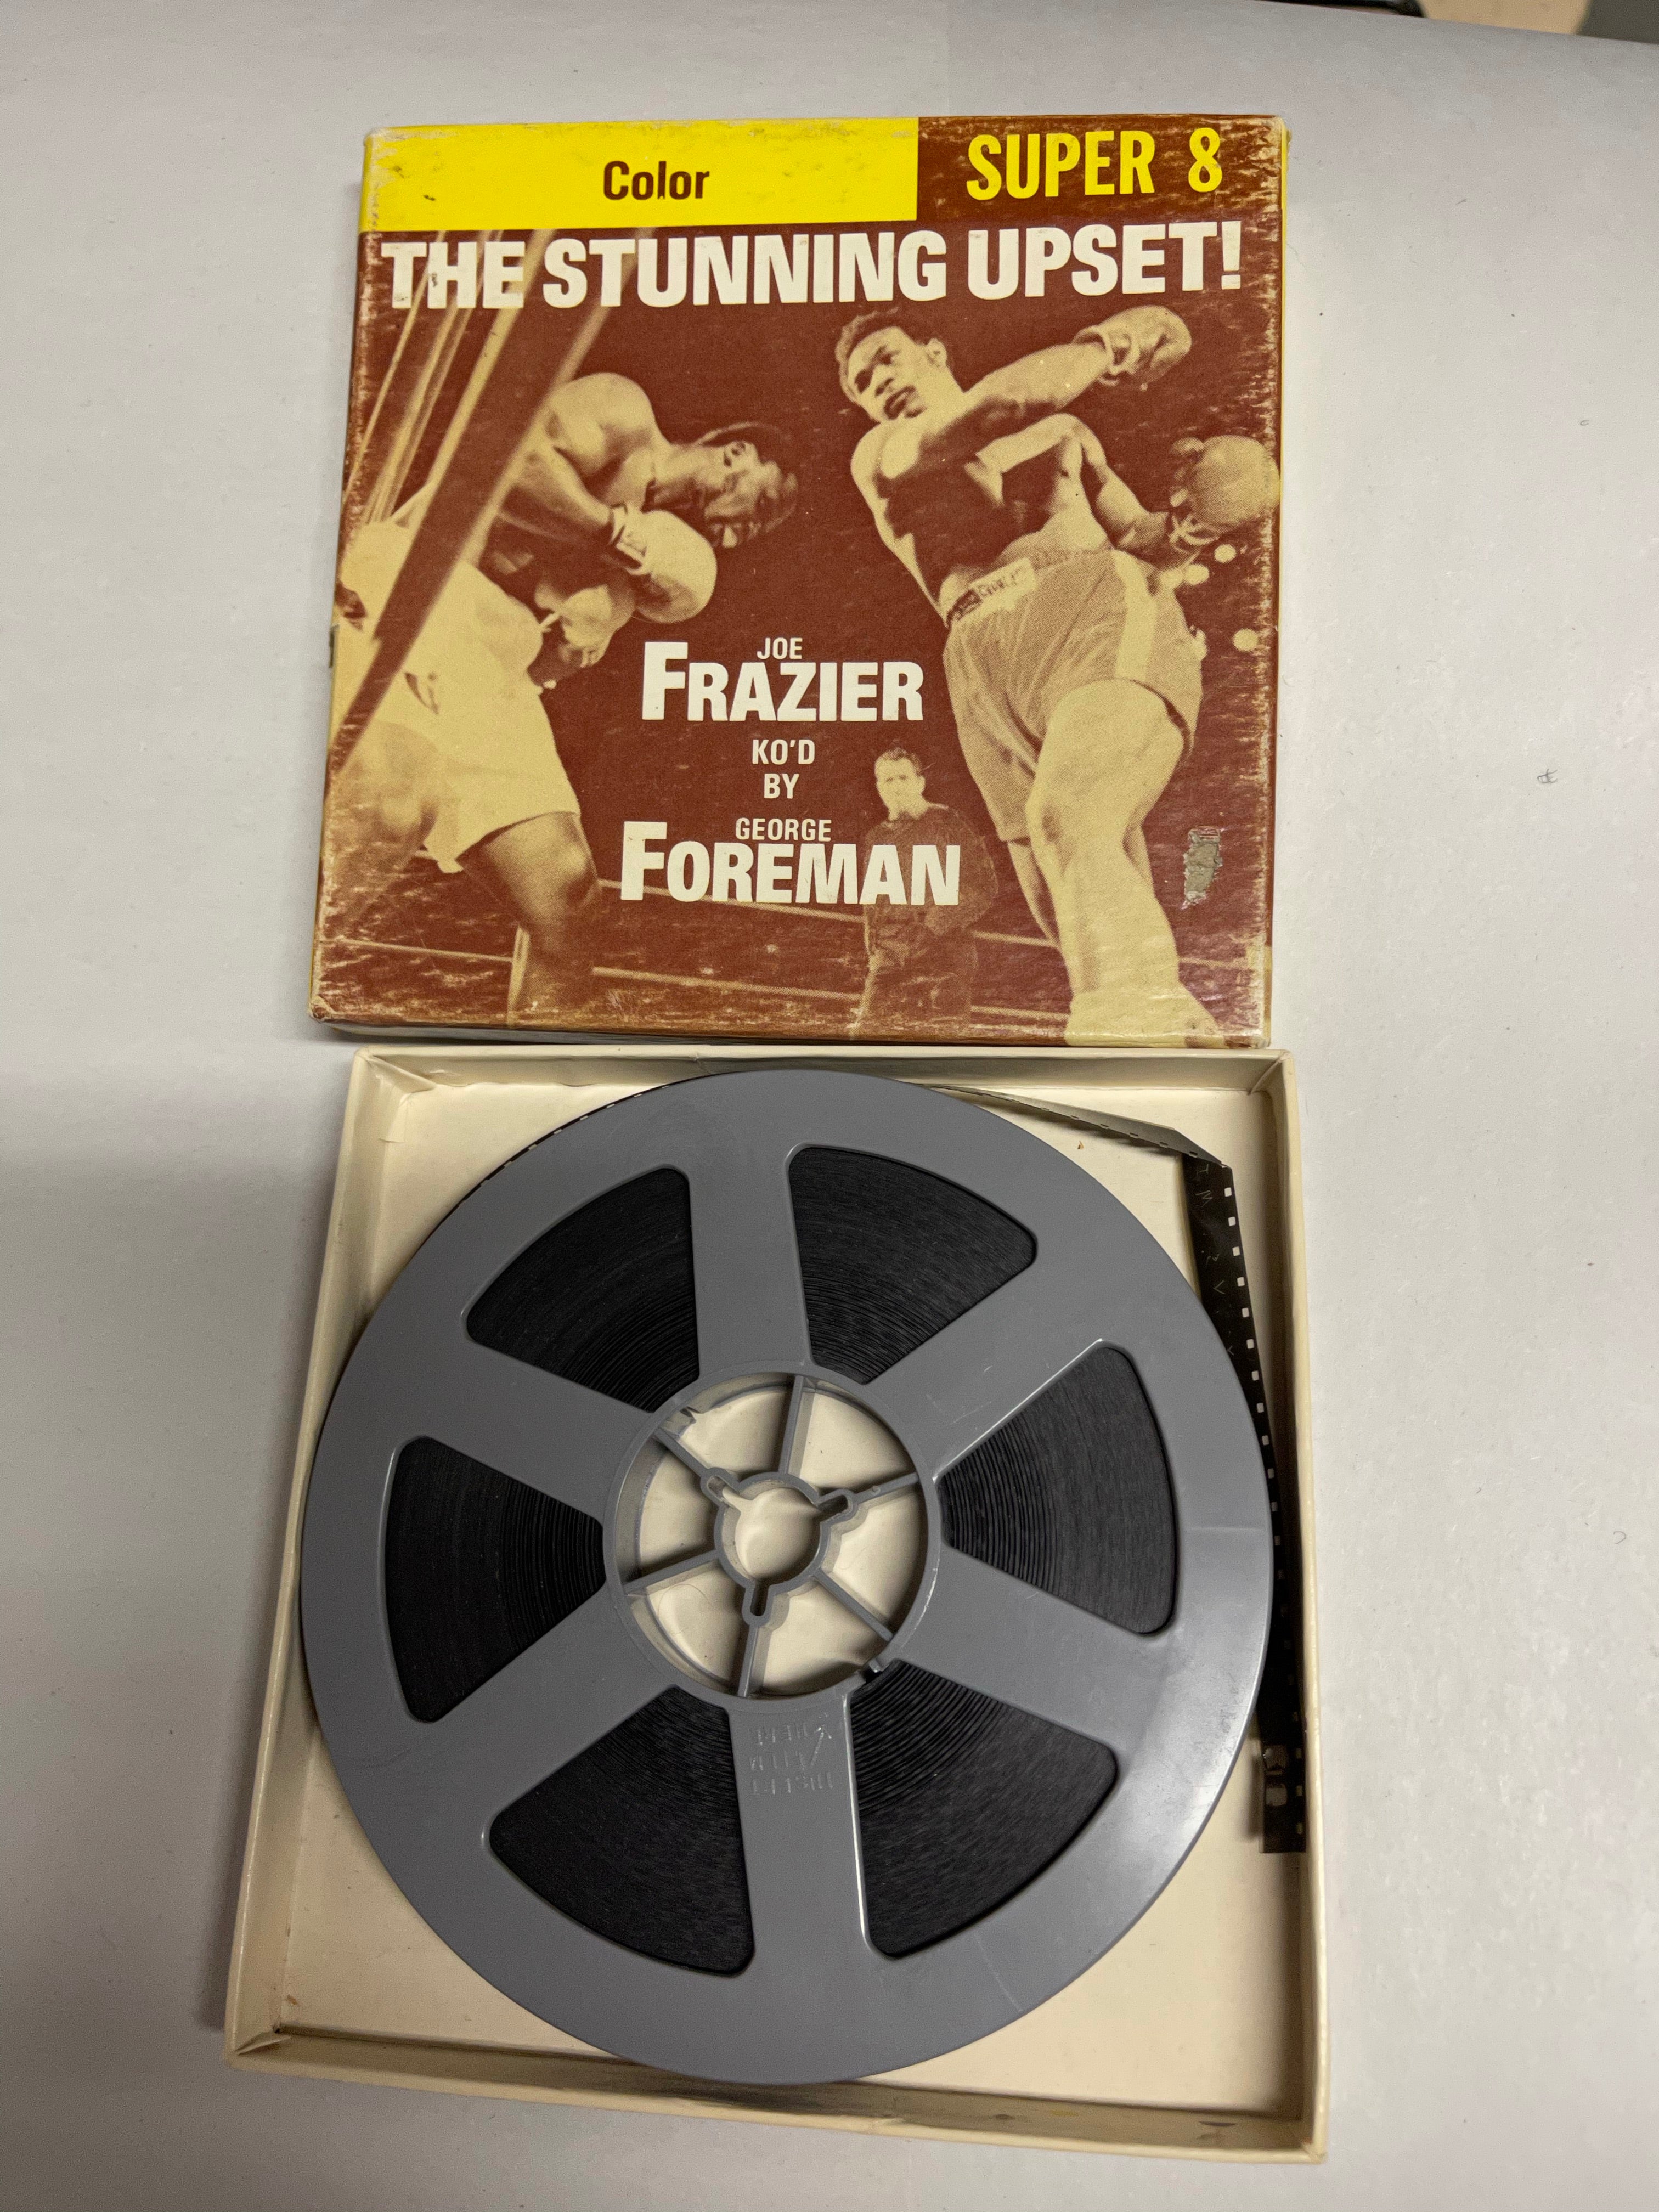 Color
SUPER 8
THE STUNNING UPSET!
JOE
FRAZIER
KO'D
BY
GEORGE
FOREMAN